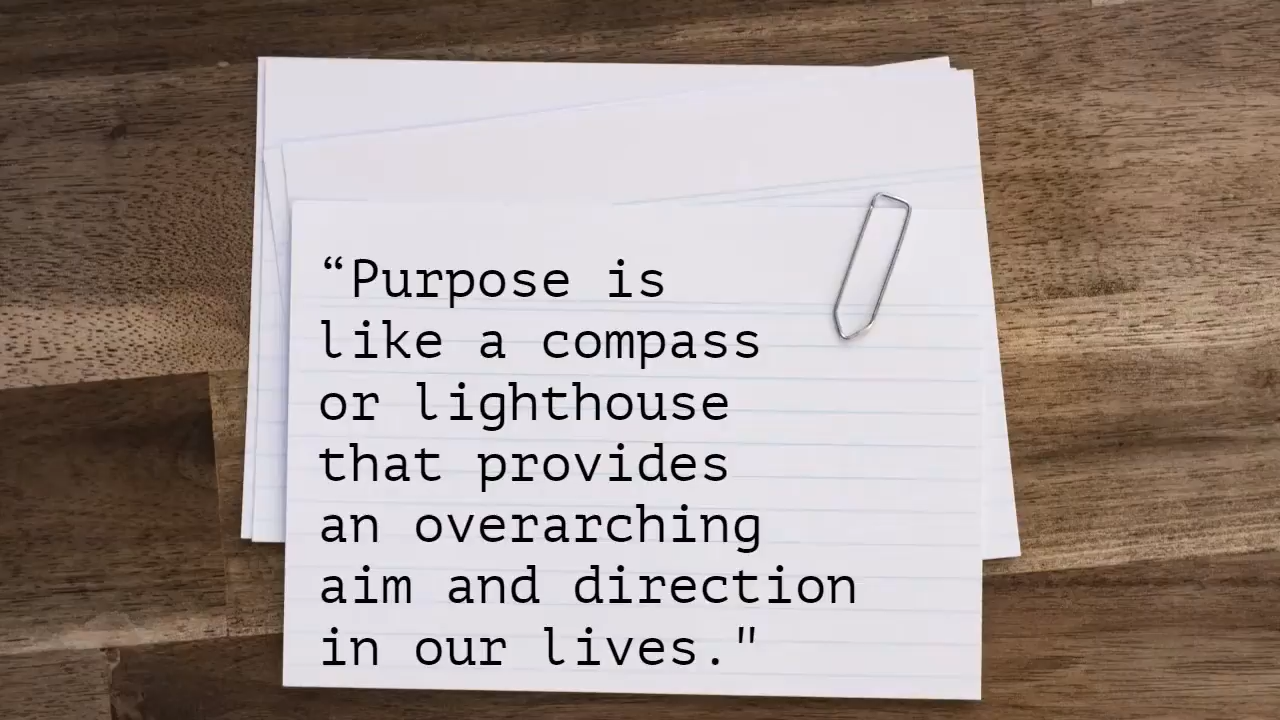 “Purpose is
like a compass
or lighthouse
that provides
an overarching
aim and direction
in our lives."